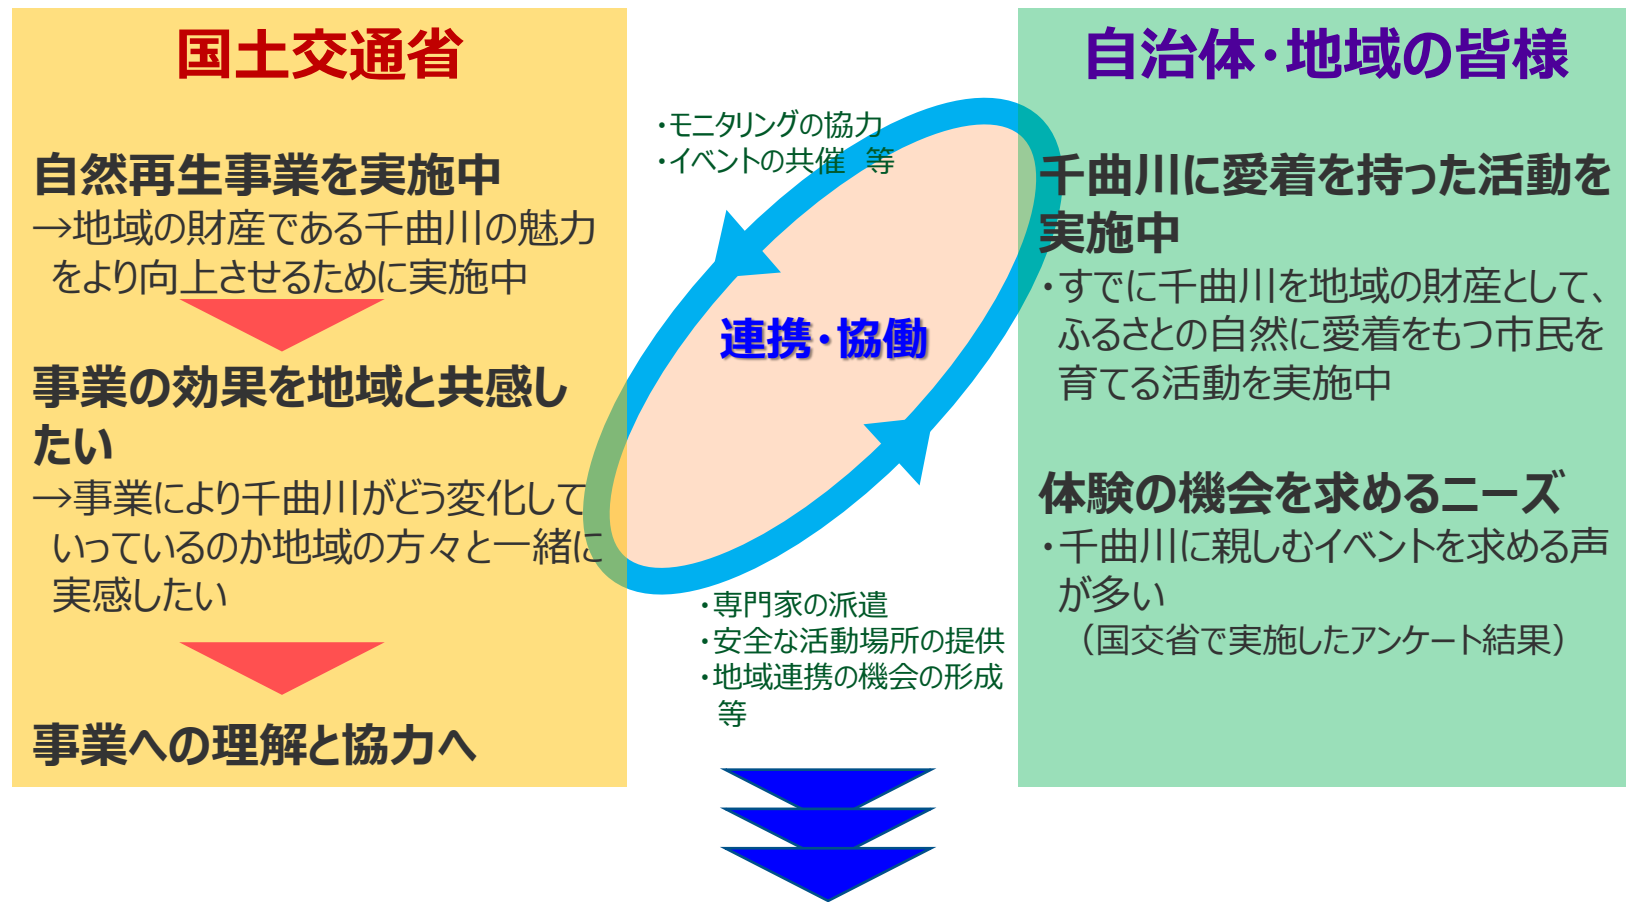 国土交通省
自然再生事業を実施中
→地域の財産である千曲川の魅力
をより向上させるために実施中
事業の効果を地域と共感し
たい
→事業により千曲川がどう変化して
いっているのか地域の方々と一緒に
実感したい
事業への理解と協力へ
・モニタリングの協力
・イベントの共催　等
連携・協働
・専門家の派遣
・安全な活動場所の提供
・地域連携の機会の形成
等
自治体・地域の皆様
千曲川に愛着を持った活動を
実施中
・すでに千曲川を地域の財産として、
ふるさとの自然に愛着をもつ市民を
育てる活動を実施中
体験の機会を求めるニーズ
・千曲川に親しむイベントを求める声
が多い
（国交省で実施したアンケート結果）